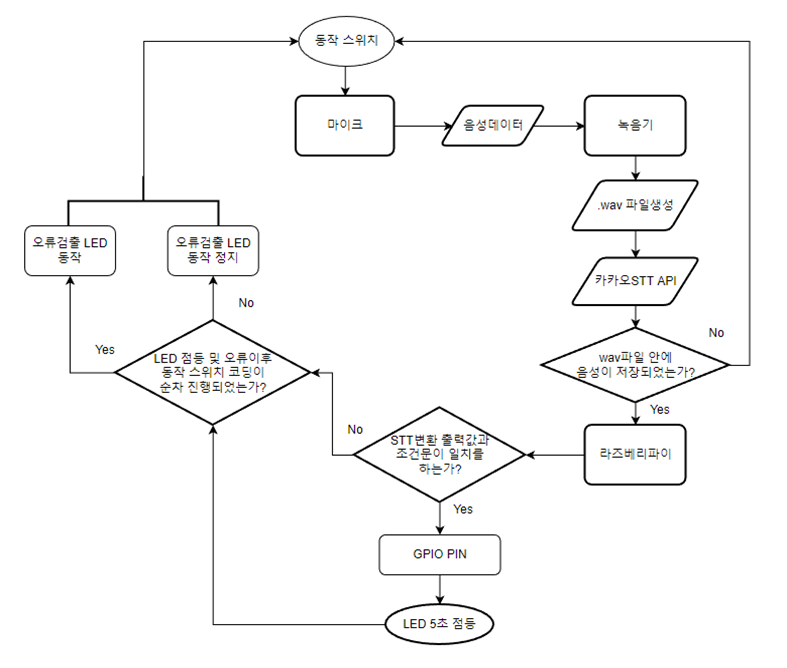 동작 스위치
마이크
음성데이터
녹음기
.wav 파일생성
카카오STT API
wav파일 안에
음성이 저장되었는가?
No
Yes
라즈베리파이
STT변환 출력값과
조건문이 일치를
하는가?
No
Yes
GPIO PIN
LED 5초 점등
LED 점등 및 오류이후
동작 스위치 코딩이
순차 진행되었는가?
Yes
No
오류검출 LED
동작
오류검출 LED
동작 정지